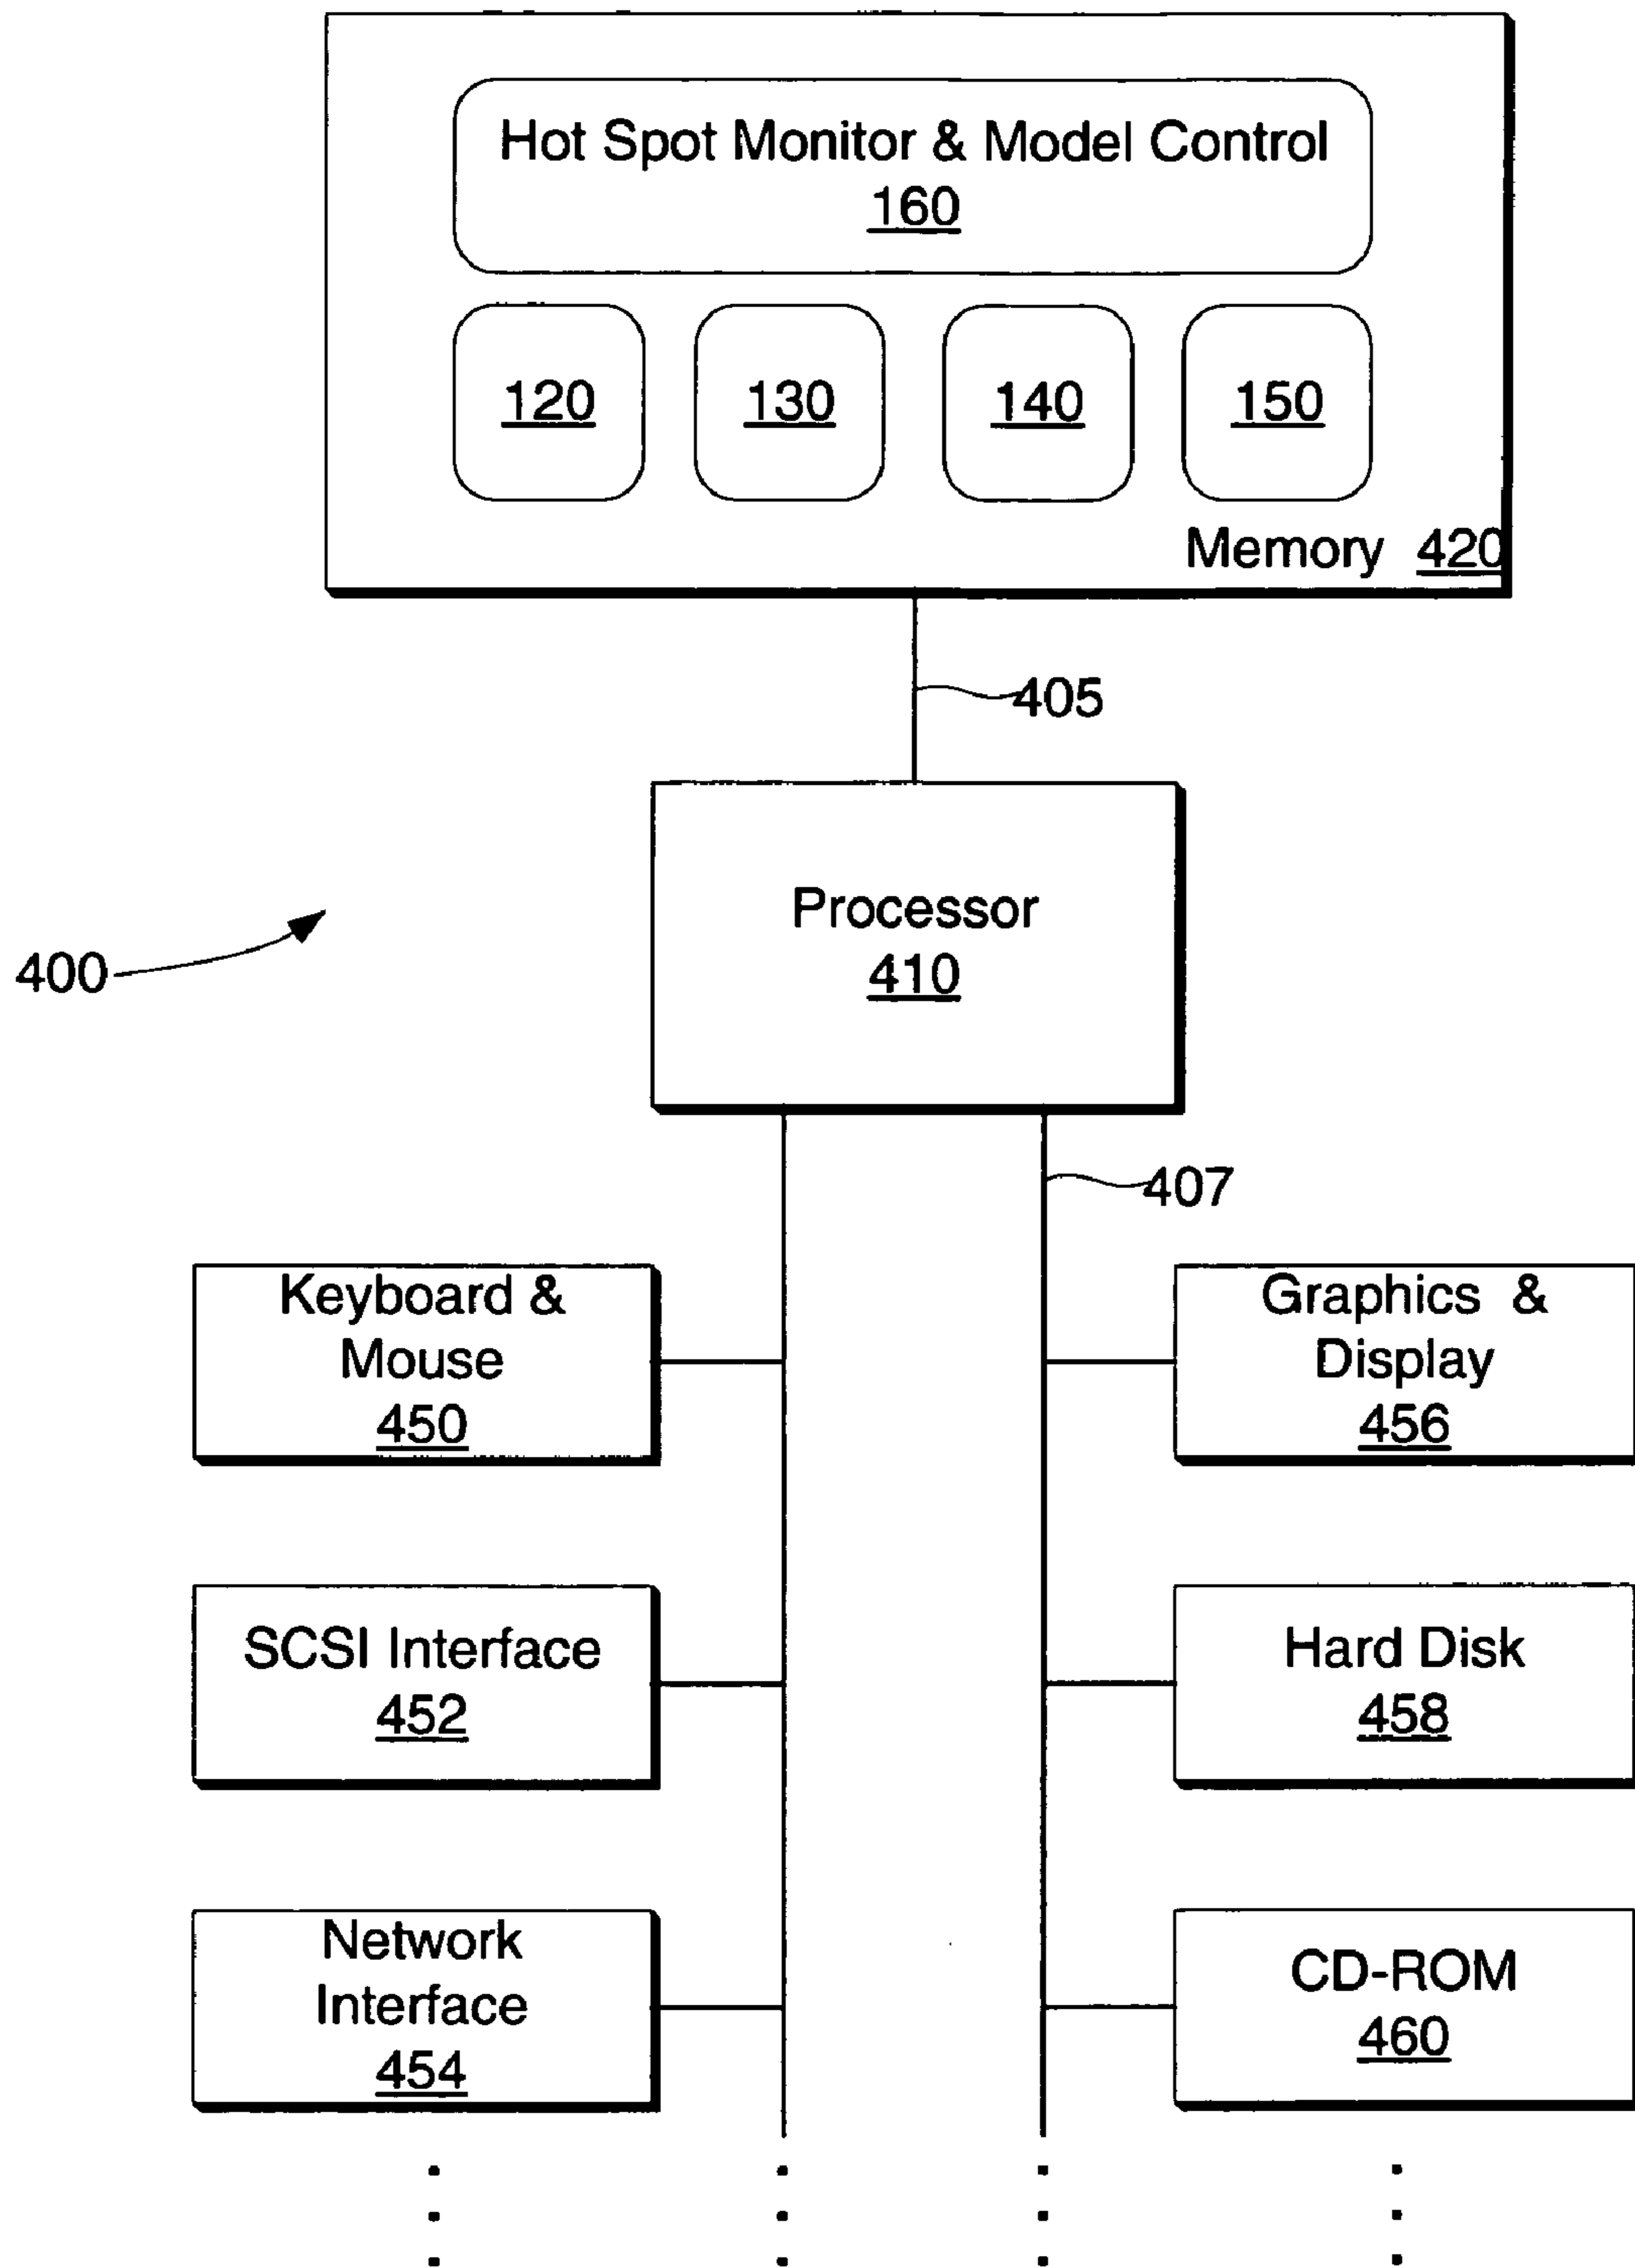 Hot Spot Monitor & Model Control
160
120
130
140
150
Memory 420
405
Processor
410
400
407
Keyboard &
Mouse
450
Graphics &
Display
456
SCSI Interface
452
Hard Disk
458
Network
Interface
454
CD-ROM
460